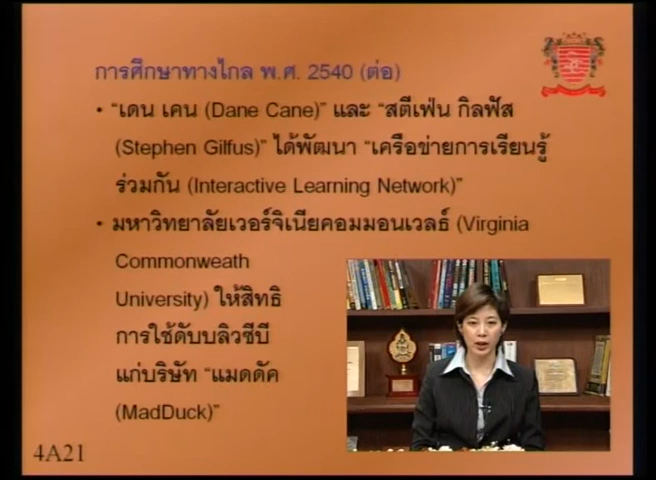 การศึกษาทางไกล พ.ศ. 2540 (ต่อ)
• “เดน เคน (Dane Cane)” และ “สตีเฟ่น กิลฟัส
(Stephen Gilfus)” ได้พัฒนา “เครือข่ายการเรียนรู้
ร่วมกัน (Interactive Learning Network)”
• มหาวิทยาลัยเวอร์จิเนียคอมมอนเวลธ์ (Virginia
Commonweath
University) ให้สิทธิ
การใช้ดับบลิวซีบี
แก่บริษัท “แมดดัค
(MadDuck)”
4A21